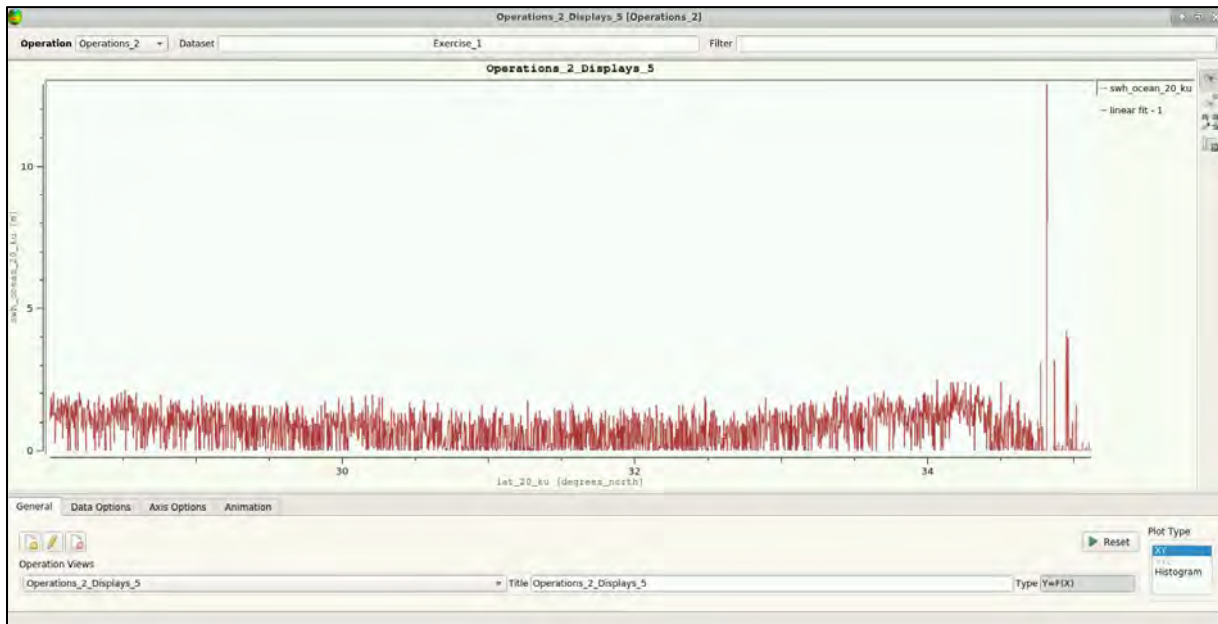 Operations_2_Displays_5 [Operations_2]
Operation Operations_2 Dataset Exercise_1 Filter
Operations_2_Displays_5
swh_ocean_20_ku
linear fit - 1
swh_ocean_20_ku [m]
10
5
0
30 32 34
lat_20_ku [degrees_north]
General Data Options Axis Options Animation
Reset
Plot Type
XY
Histogram
Operation Views
Operations_2_Displays_5 Title Operations_2_Displays_5 Type Y=F(X)